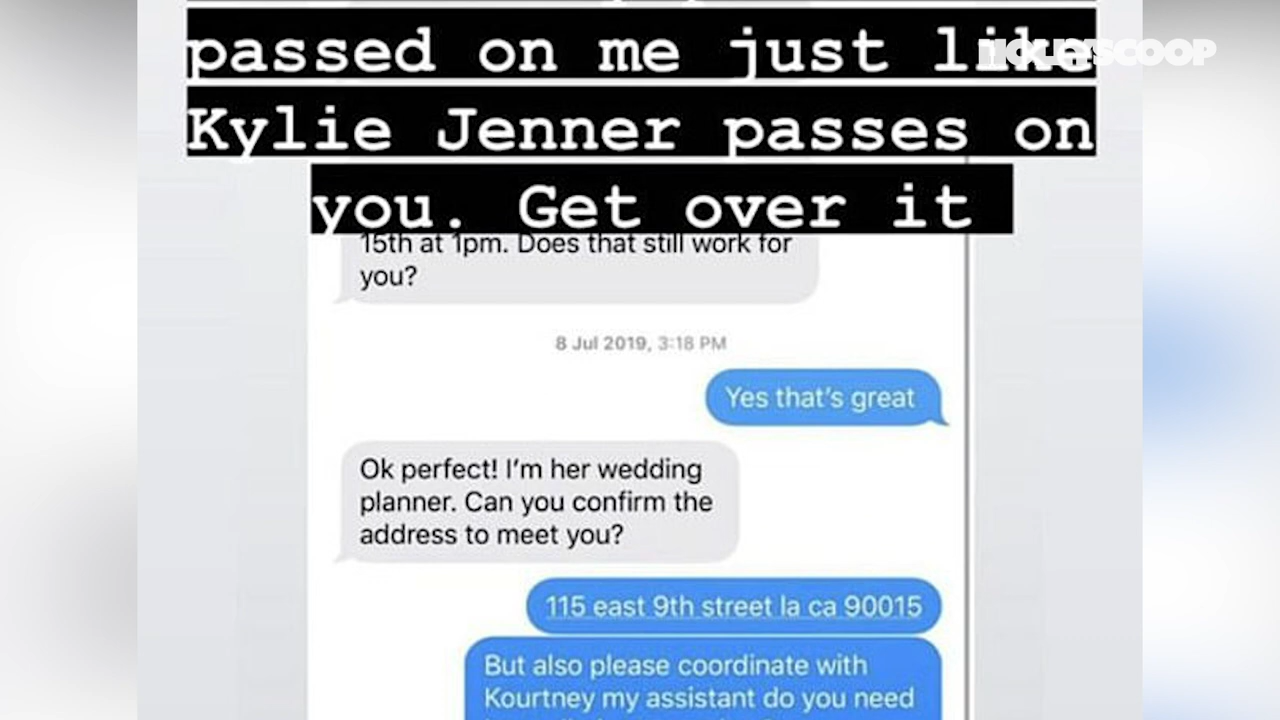 HOLLYSCOOP
passed on me just like
Kylie Jenner passes on
you. Get over it
15th at 1pm. Does that still work for
you?
8 Jul 2019, 3:18 PM
Yes that's great
Ok perfect! I'm her wedding
planner. Can you confirm the
address to meet you?
115 east 9th street la ca 90015
But also please coordinate with
Kourtney my assistant do you need